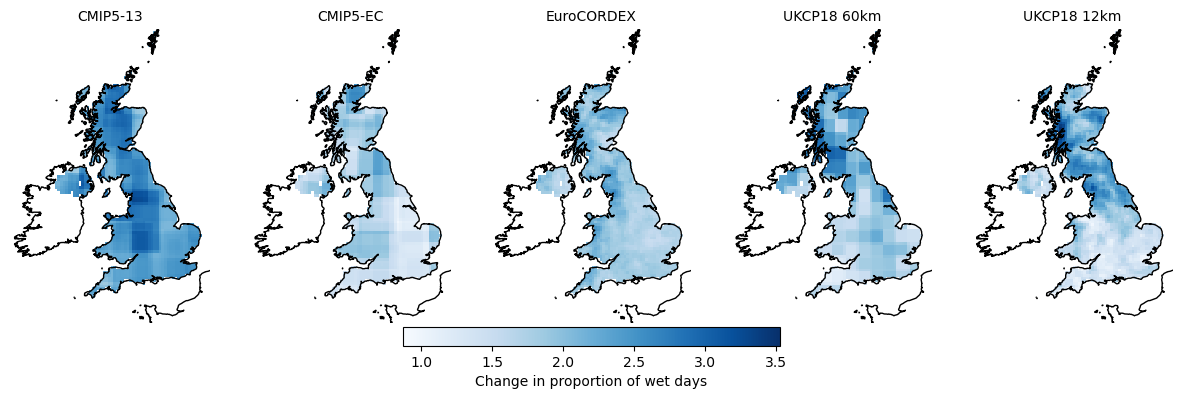 CMIP5-13 CMIP5-EC EuroCORDEX UKCP18 60km UKCP18 12km
1.0 1.5 2.0 2.5 3.0 3.5
Change in proportion of wet days